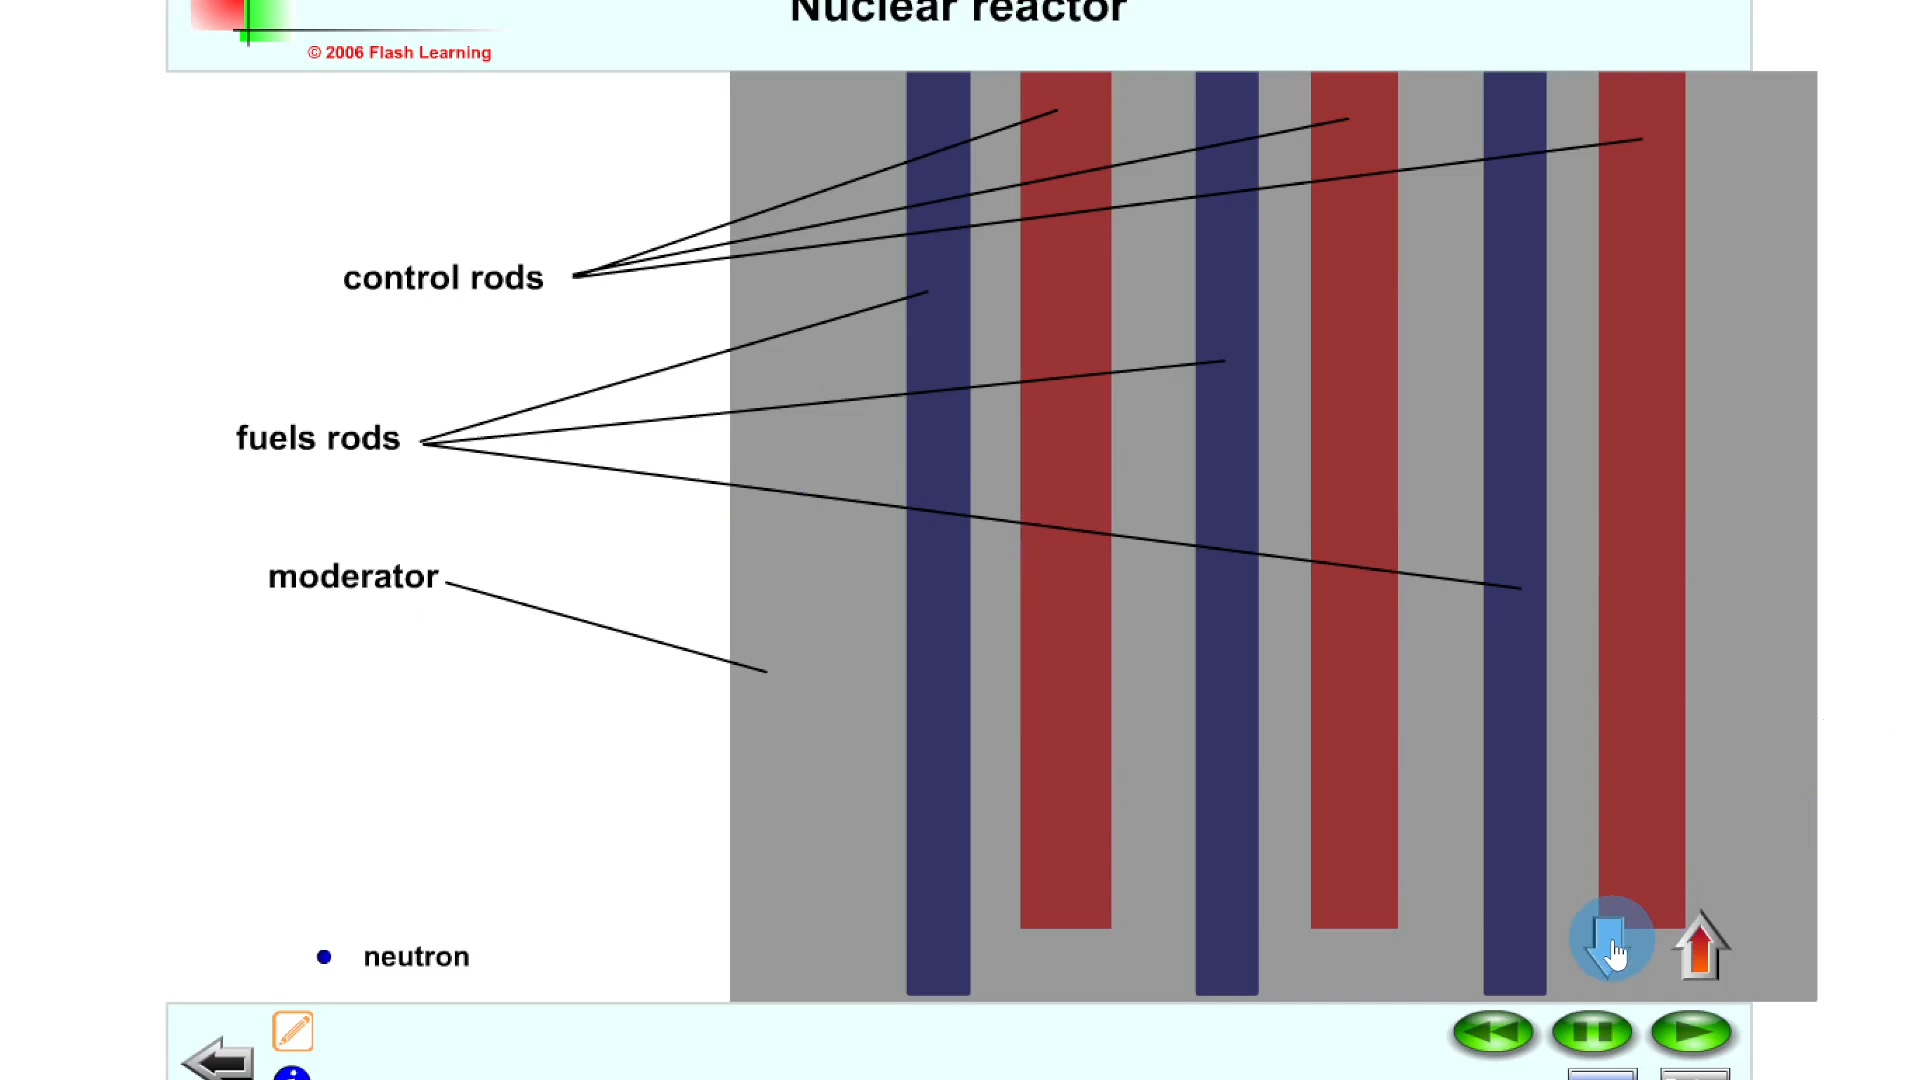 Nuclear reactor
© 2006 Flash Learning
control rods
fuels rods
moderator
neutron